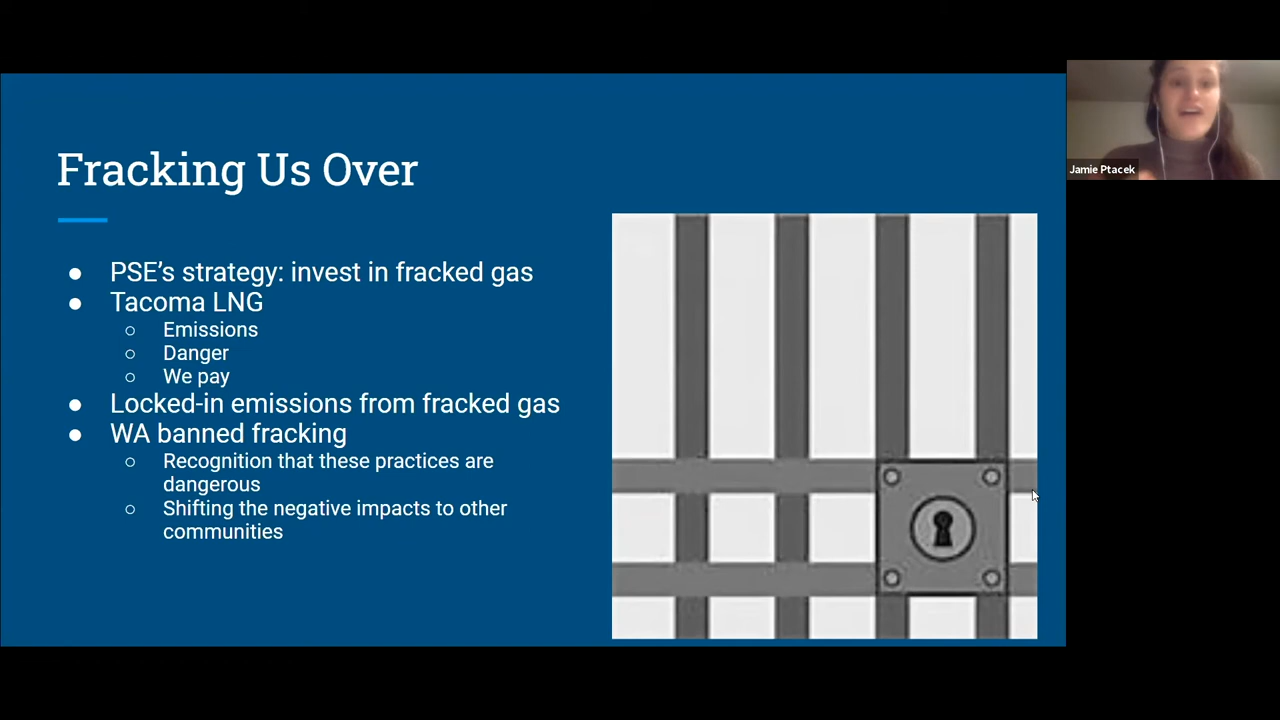 Fracking Us Over
● PSE’s strategy: invest in fracked gas
● Tacoma LNG
○ Emissions
○ Danger
○ We pay
● Locked-in emissions from fracked gas
● WA banned fracking
○ Recognition that these practices are
dangerous
○ Shifting the negative impacts to other
communities
Jamie Ptacek